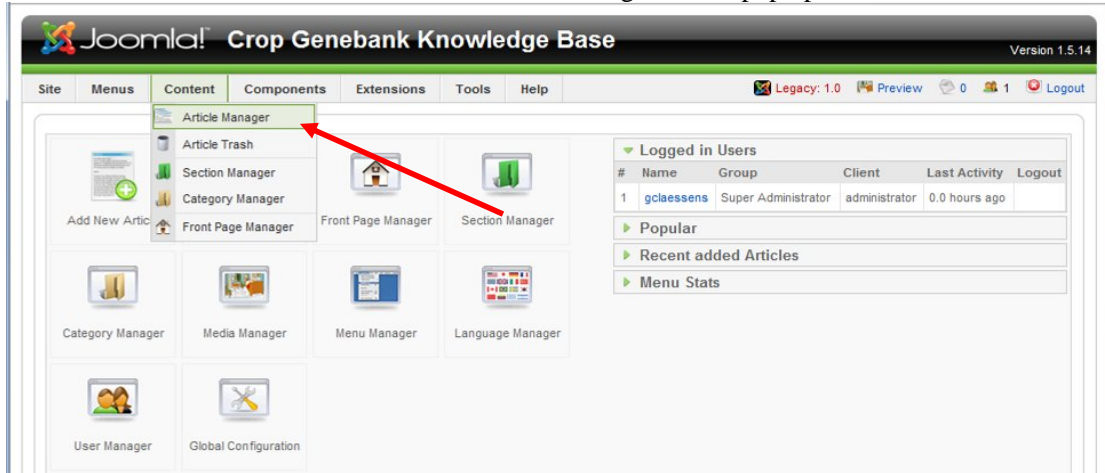 Joomla! Crop Genebank Knowledge Base
Version 1.5.14
Site Menus Content Components Extensions Tools Help Legacy: 1.0 Preview 0 1 Logout
Article Manager
Article Trash
Section Manager
Category Manager
Front Page Manager
Add New Artic
Front Page Manager
Section Manager
Category Manager
Media Manager
Menu Manager
Language Manager
User Manager
Global Configuration
Logged in Users
# Name Group Client Last Activity Logout
1 gclaessens Super Administrator administrator 0.0 hours ago
Popular
Recent added Articles
Menu Stats